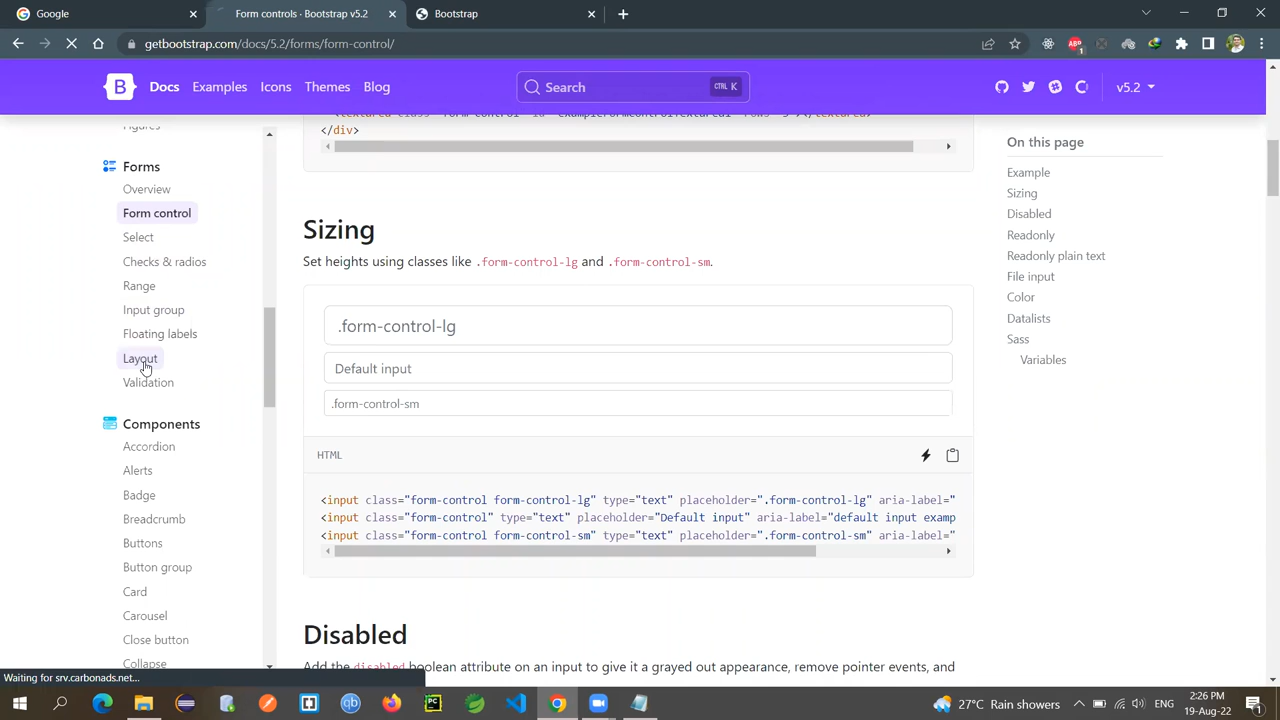 Google
Form controls · Bootstrap v5.2
Bootstrap
getbootstrap.com/docs/5.2/forms/form-control/
ABP
1
B
Docs
Examples
Icons
Themes
Blog
Search
CTRL K
v5.2
Figures
Forms
Overview
Form control
Select
Checks & radios
Range
Input group
Floating labels
Layout
Validation
Components
Accordion
Alerts
Badge
Breadcrumb
Buttons
Button group
Card
Carousel
Close button
Collapse
</div>
Sizing
Set heights using classes like .form-control-lg and .form-control-sm.
.form-control-lg
Default input
.form-control-sm
HTML
<input class="form-control form-control-lg" type="text" placeholder=".form-control-lg" aria-label="
<input class="form-control" type="text" placeholder="Default input" aria-label="default input examp
<input class="form-control form-control-sm" type="text" placeholder=".form-control-sm" aria-label="
Disabled
Add the disabled boolean attribute on an input to give it a grayed out appearance, remove pointer events, and
On this page
Example
Sizing
Disabled
Readonly
Readonly plain text
File input
Color
Datalists
Sass
Variables
Waiting for srv.carbonads.net...
qb
PC
27°C Rain showers
ENG
2:26 PM
19-Aug-22
1